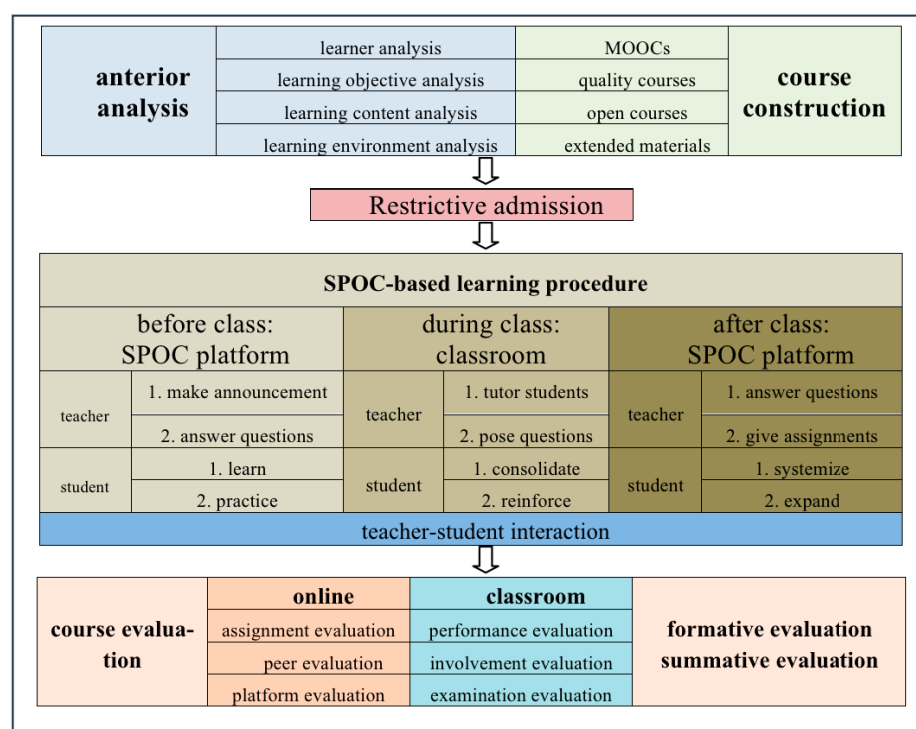 anterior
analysis
learner analysis
learning objective analysis
learning content analysis
learning environment analysis
MOOCs
quality courses
open courses
extended materials
course
construction
Restrictive admission
SPOC-based learning procedure
before class:
SPOC platform
during class:
classroom
after class:
SPOC platform
teacher
1. make announcement
2. answer questions
teacher
1. tutor students
2. pose questions
teacher
1. answer questions
2. give assignments
student
1. learn
2. practice
student
1. consolidate
2. reinforce
student
1. systemize
2. expand
teacher-student interaction
course evalua-
tion
online
assignment evaluation
peer evaluation
platform evaluation
classroom
performance evaluation
involvement evaluation
examination evaluation
formative evaluation
summative evaluation